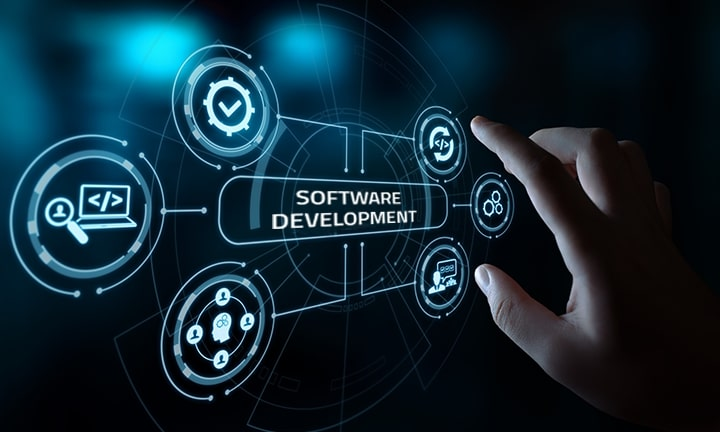 SOFTWARE
DEVELOPMENT
</>
</>